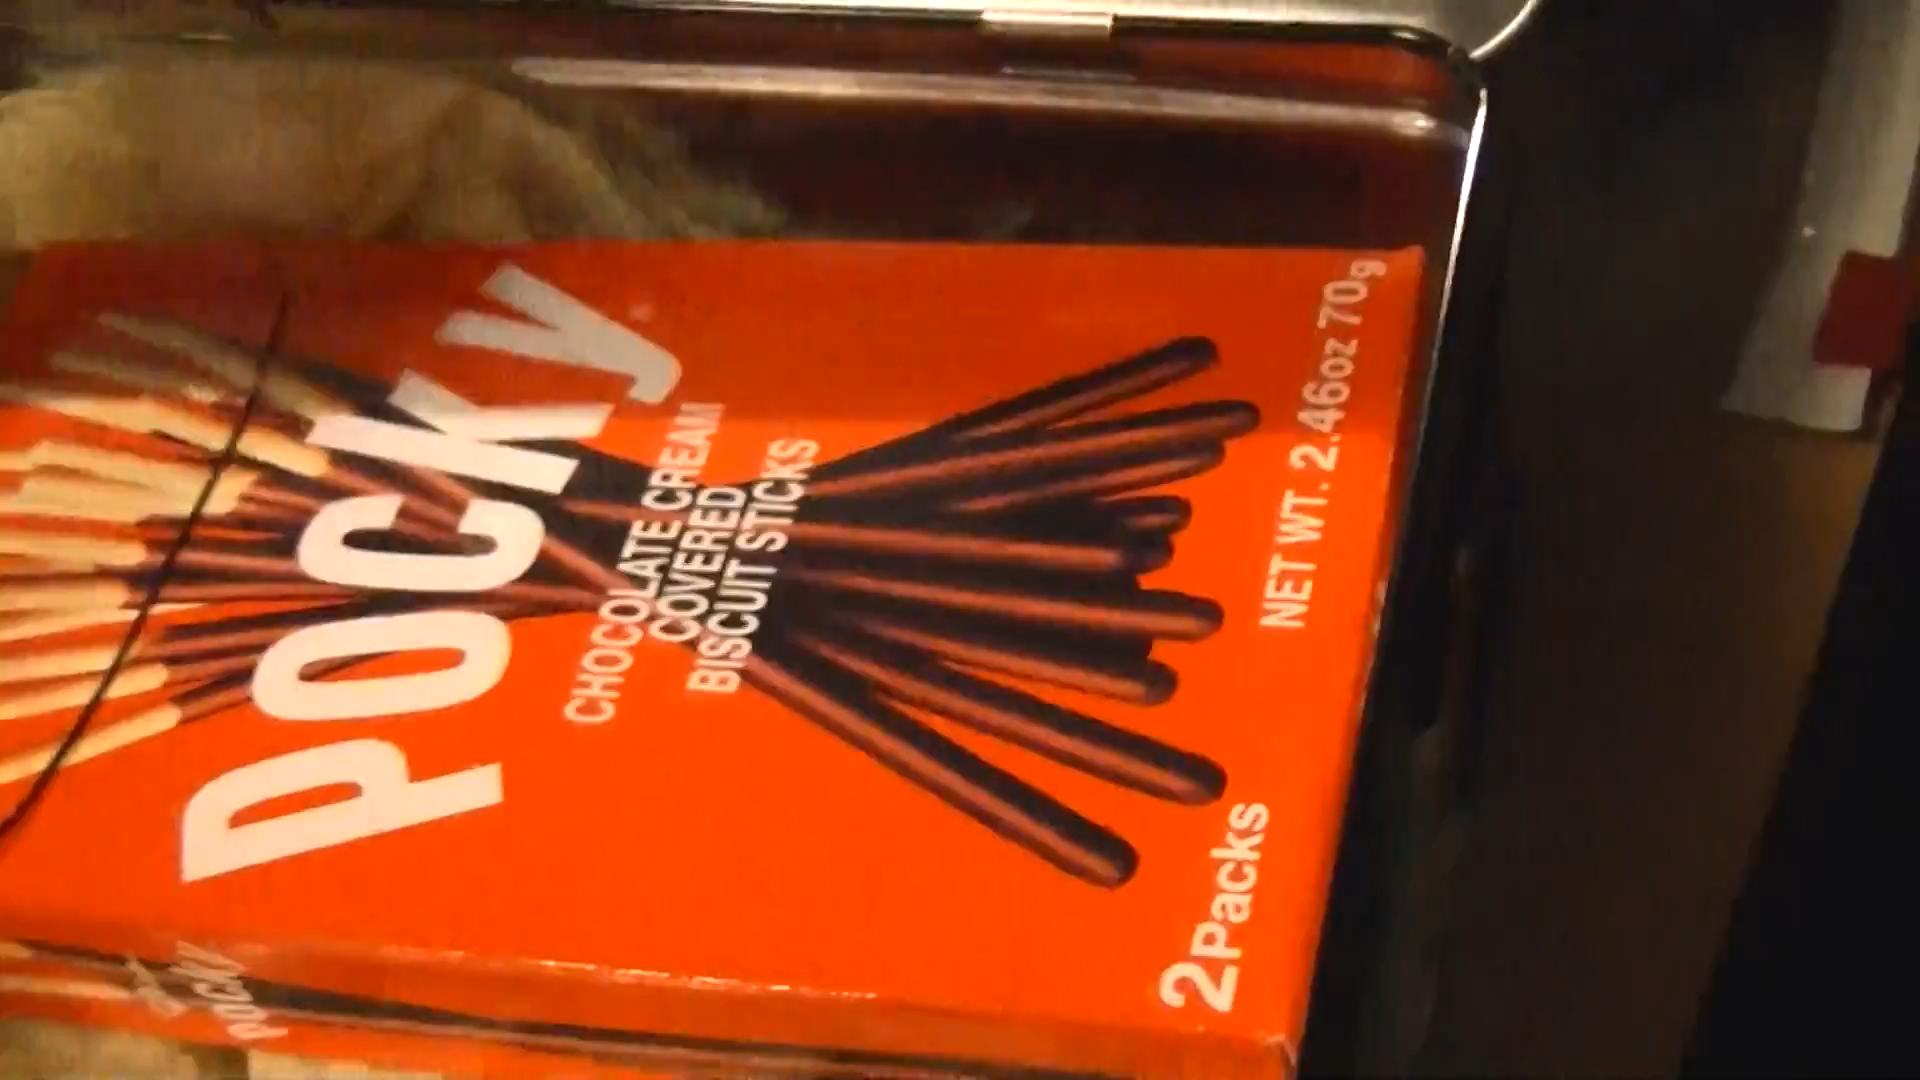 Pocky
CHOCOLATE CREAM
COVERED
BISCUIT STICKS
NET WT. 2.46oz 70g
2Packs